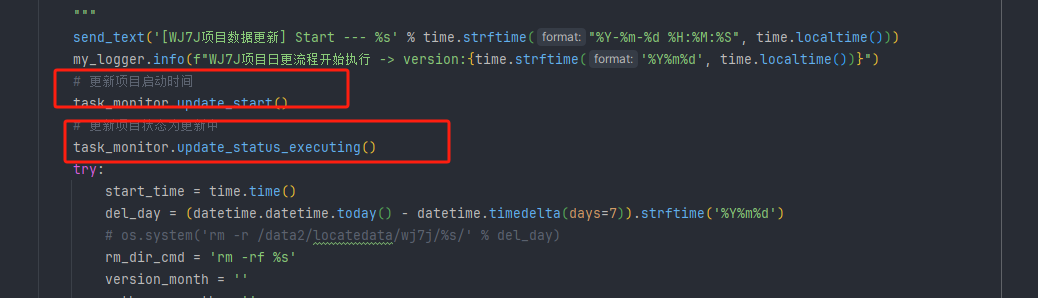 """
send_text('[WJ7J项目数据更新] Start --- %s' % time.strftime( format: "%Y-%m-%d %H:%M:%S", time.localtime()))
my_logger.info(f"WJ7J项目日更流程开始执行 -> version:{time.strftime( format: '%Y%m%d', time.localtime())}")
# 更新项目启动时间
task_monitor.update_start()
# 更新项目状态为更新中
task_monitor.update_status_executing()
try:
start_time = time.time()
del_day = (datetime.datetime.today() - datetime.timedelta(days=7)).strftime('%Y%m%d')
# os.system('rm -r /data2/locatedata/wj7j/%s/' % del_day)
rm_dir_cmd = 'rm -rf %s'
version_month = ''